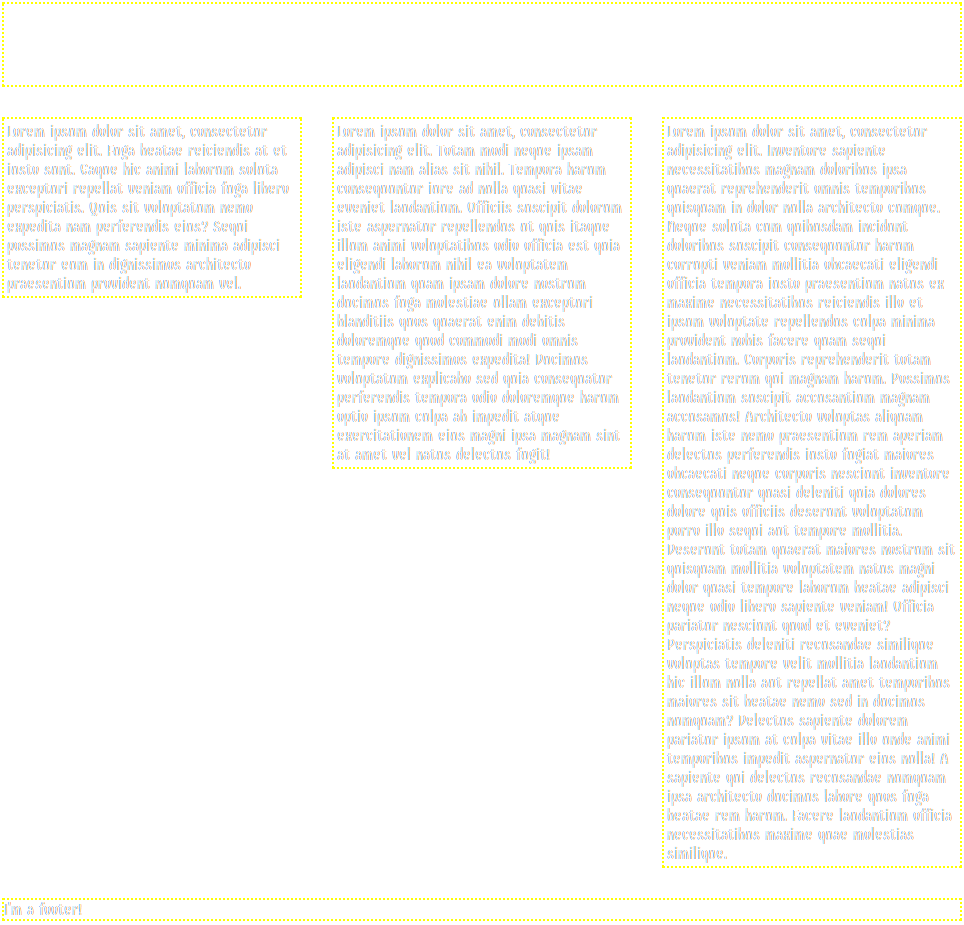 Lorem ipsum dolor sit amet, consectetur
adipisicing elit. Fuga beatae reiciendis at et
iusto sunt. Eaque hic animi laborum soluta
excepturi repellat veniam officia fuga libero
perspiciatis. Quis sit voluptatum nemo
expedita nam perferendis eius? Sequi
possimus magnam sapiente minima adipisci
tenetur eum in dignissimos architecto
praesentium provident numquam vel.
Lorem ipsum dolor sit amet, consectetur
adipisicing elit. Totam modi neque ipsam
adipisci nam alias sit nihil. Tempora harum
consequuntur iure ad nulla quasi vitae
eveniet laudantium. Officiis suscipit dolorum
iste aspernatur repellendus ut quis itaque
illum animi voluptatibus odio officia est quia
eligendi laborum nihil ea voluptatem
laudantium quam ipsam dolore nostrum
ducimus fuga molestiae ullam excepturi
blanditiis quos quaerat enim debitis
doloremque quod commodi modi omnis
tempore dignissimos expedita! Ducimus
voluptatum explicabo sed quia consequatur
perferendis tempora odio doloremque harum
optio ipsum culpa ab impedit atque
exercitationem eius magni ipsa magnam sint
at amet vel natus delectus fugit!
Lorem ipsum dolor sit amet, consectetur
adipisicing elit. Inventore sapiente
necessitatibus magnam doloribus ipsa
quaerat reprehenderit omnis temporibus
quisquam in dolor nulla architecto cumque.
Neque soluta cum quibusdam incidunt
doloribus suscipit consequuntur harum
corrupti veniam mollitia obcaecati eligendi
officia tempora iusto praesentium natus ex
maxime necessitatibus reiciendis illo et
ipsum voluptate repellendus culpa minima
provident nobis facere quam sequi
laudantium. Corporis reprehenderit totam
tenetur rerum qui magnam harum. Possimus
laudantium suscipit accusantium magnam
accusamus! Architecto voluptas aliquam
harum iste nemo praesentium rem aperiam
delectus perferendis iusto fugiat maiores
obcaecati neque corporis nesciunt inventore
consequuntur quasi deleniti quia dolores
dolore quis officiis deserunt voluptatum
porro illo sequi aut tempore mollitia.
Deserunt totam quaerat maiores nostrum sit
quisquam mollitia voluptatem natus magni
dolor quasi tempore laborum beatae adipisci
neque odio libero sapiente veniam! Officia
pariatur nesciunt quod et eveniet?
Perspiciatis deleniti recusandae similique
voluptas tempore velit mollitia laudantium
hic illum nulla aut repellat amet temporibus
maiores sit beatae nemo sed in ducimus
numquam? Delectus sapiente dolorem
pariatur ipsum at culpa vitae illo unde animi
temporibus impedit aspernatur eius nulla! A
sapiente qui delectus recusandae numquam
ipsa architecto ducimus labore quos fuga
beatae rem harum. Facere laudantium officia
necessitatibus maxime quae molestias
similique.
I'm a footer!